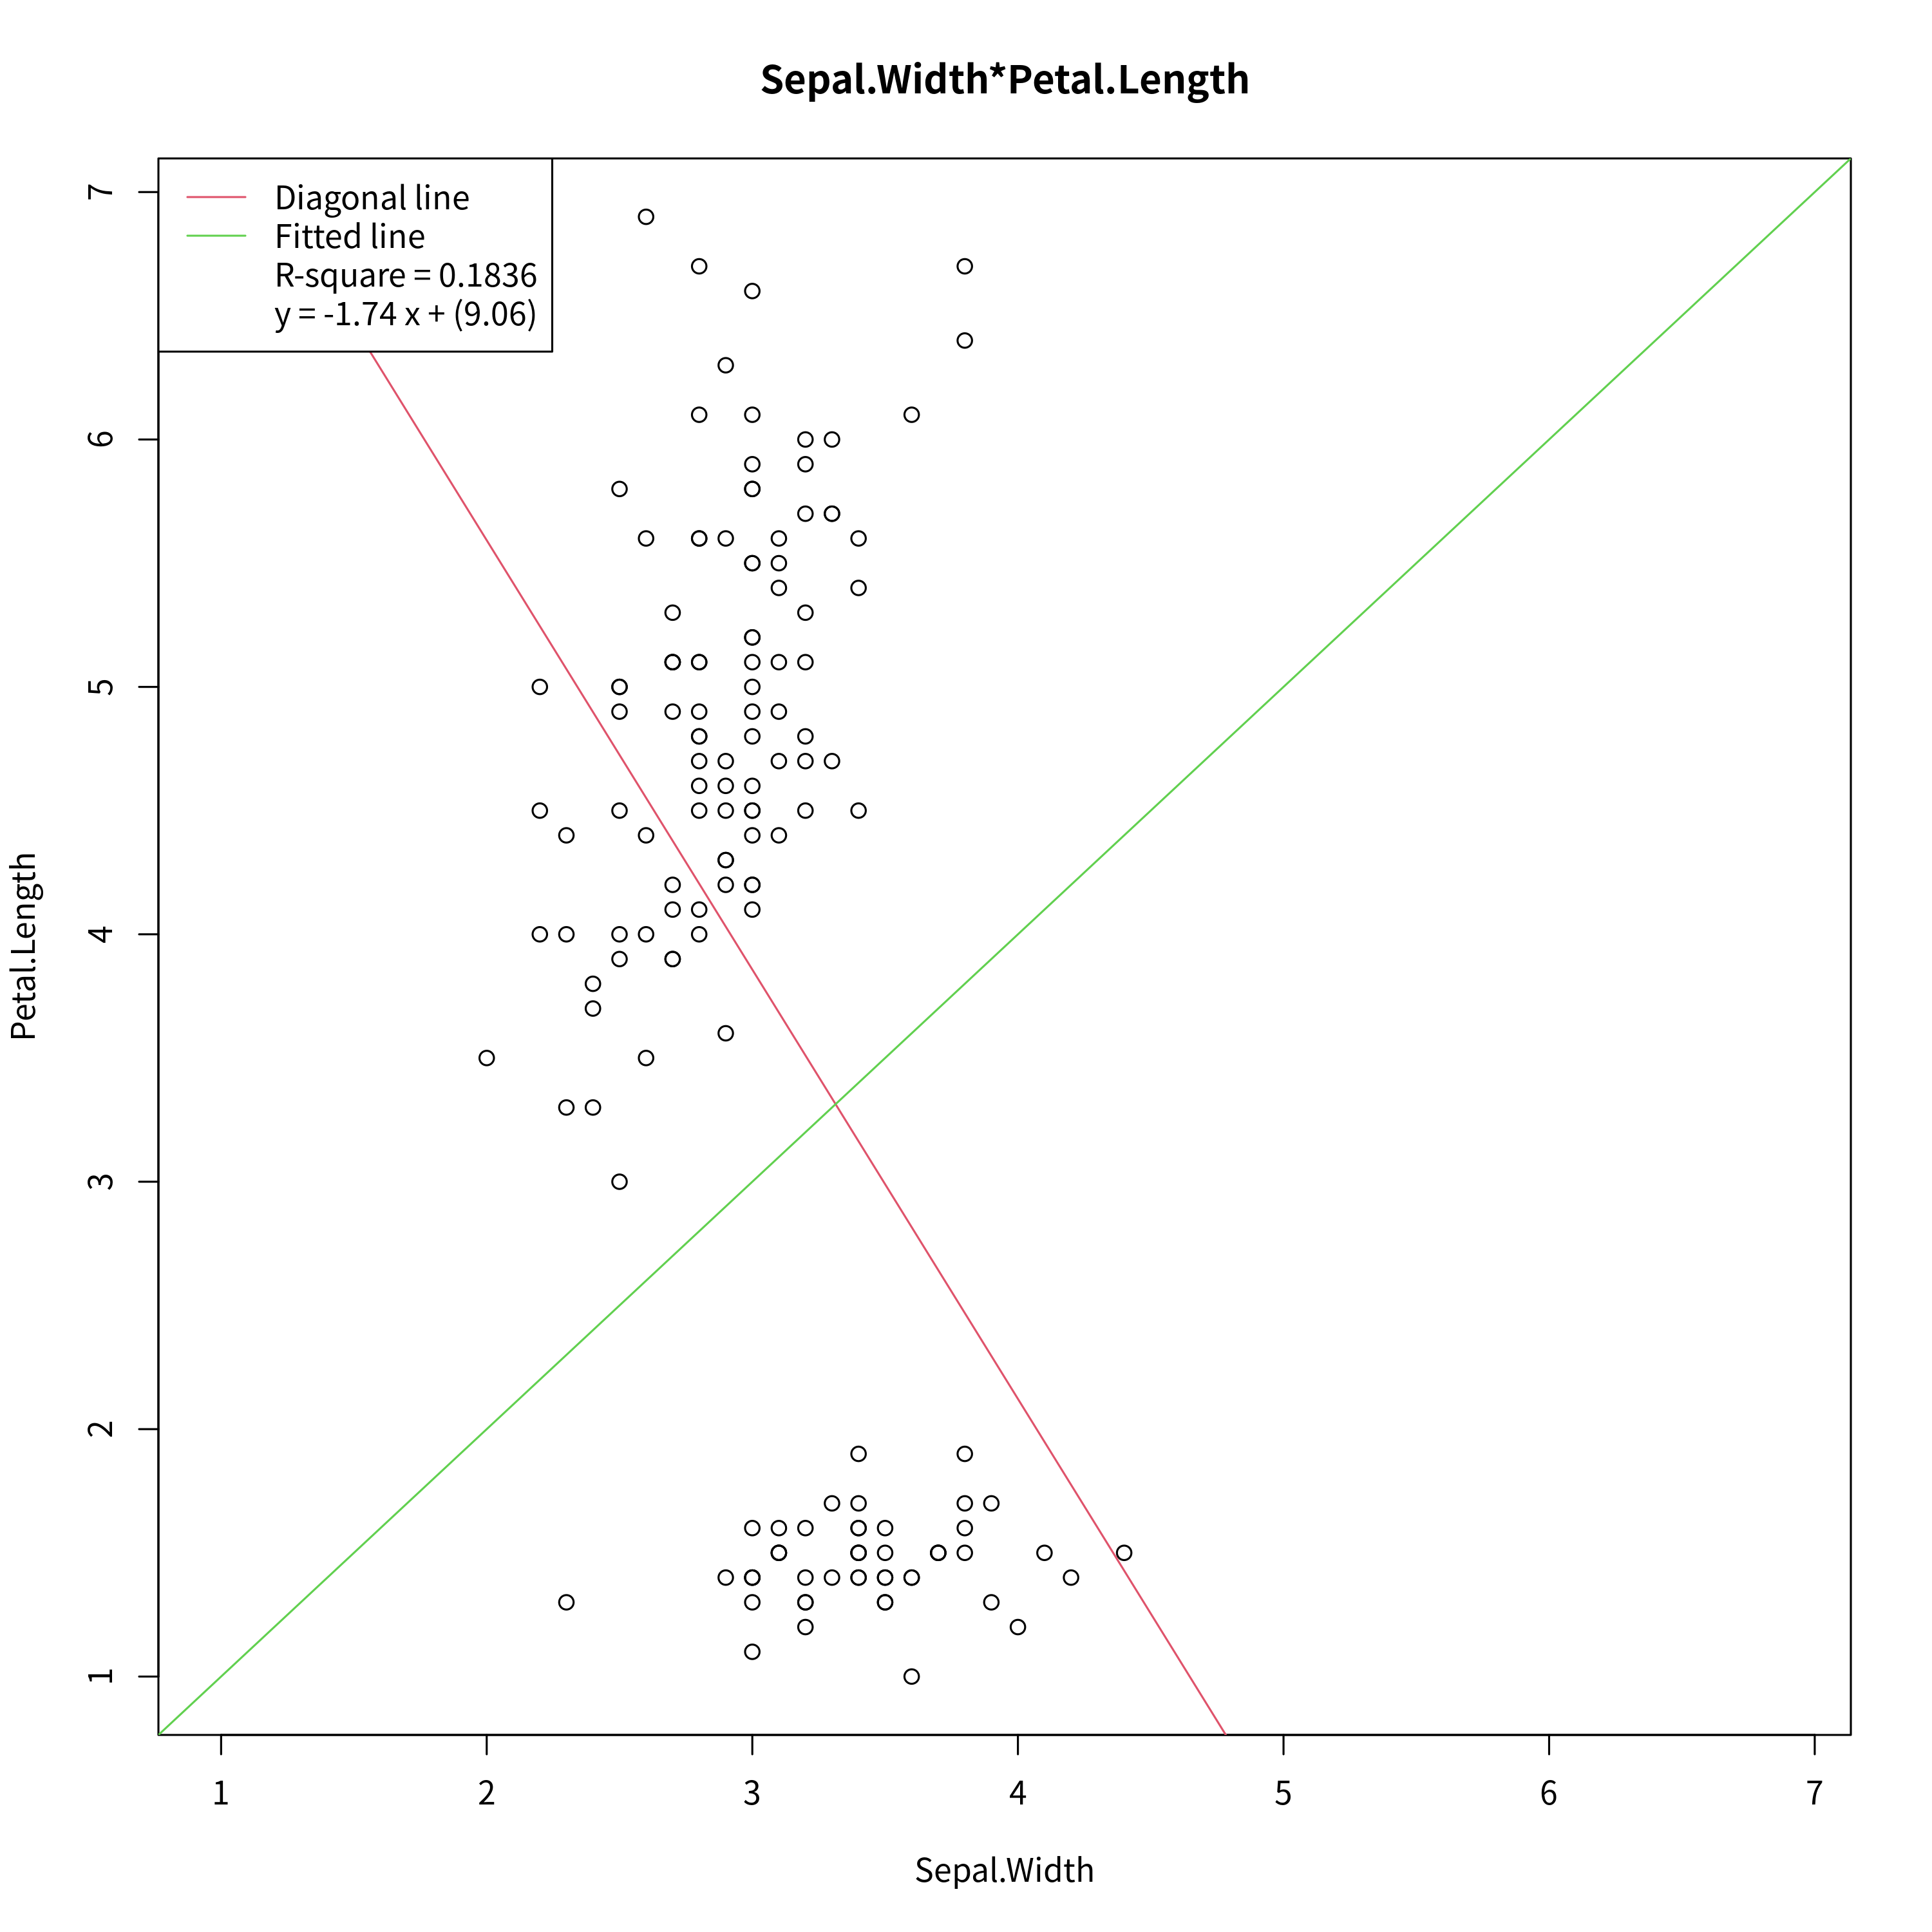 Sepal.Width*Petal.Length
Diagonal line
Fitted line
R-square = 0.1836
y = -1.74 x + (9.06)
7
6
5
4
3
2
1
Petal.Length
1 2 3 4 5 6 7
Sepal.Width